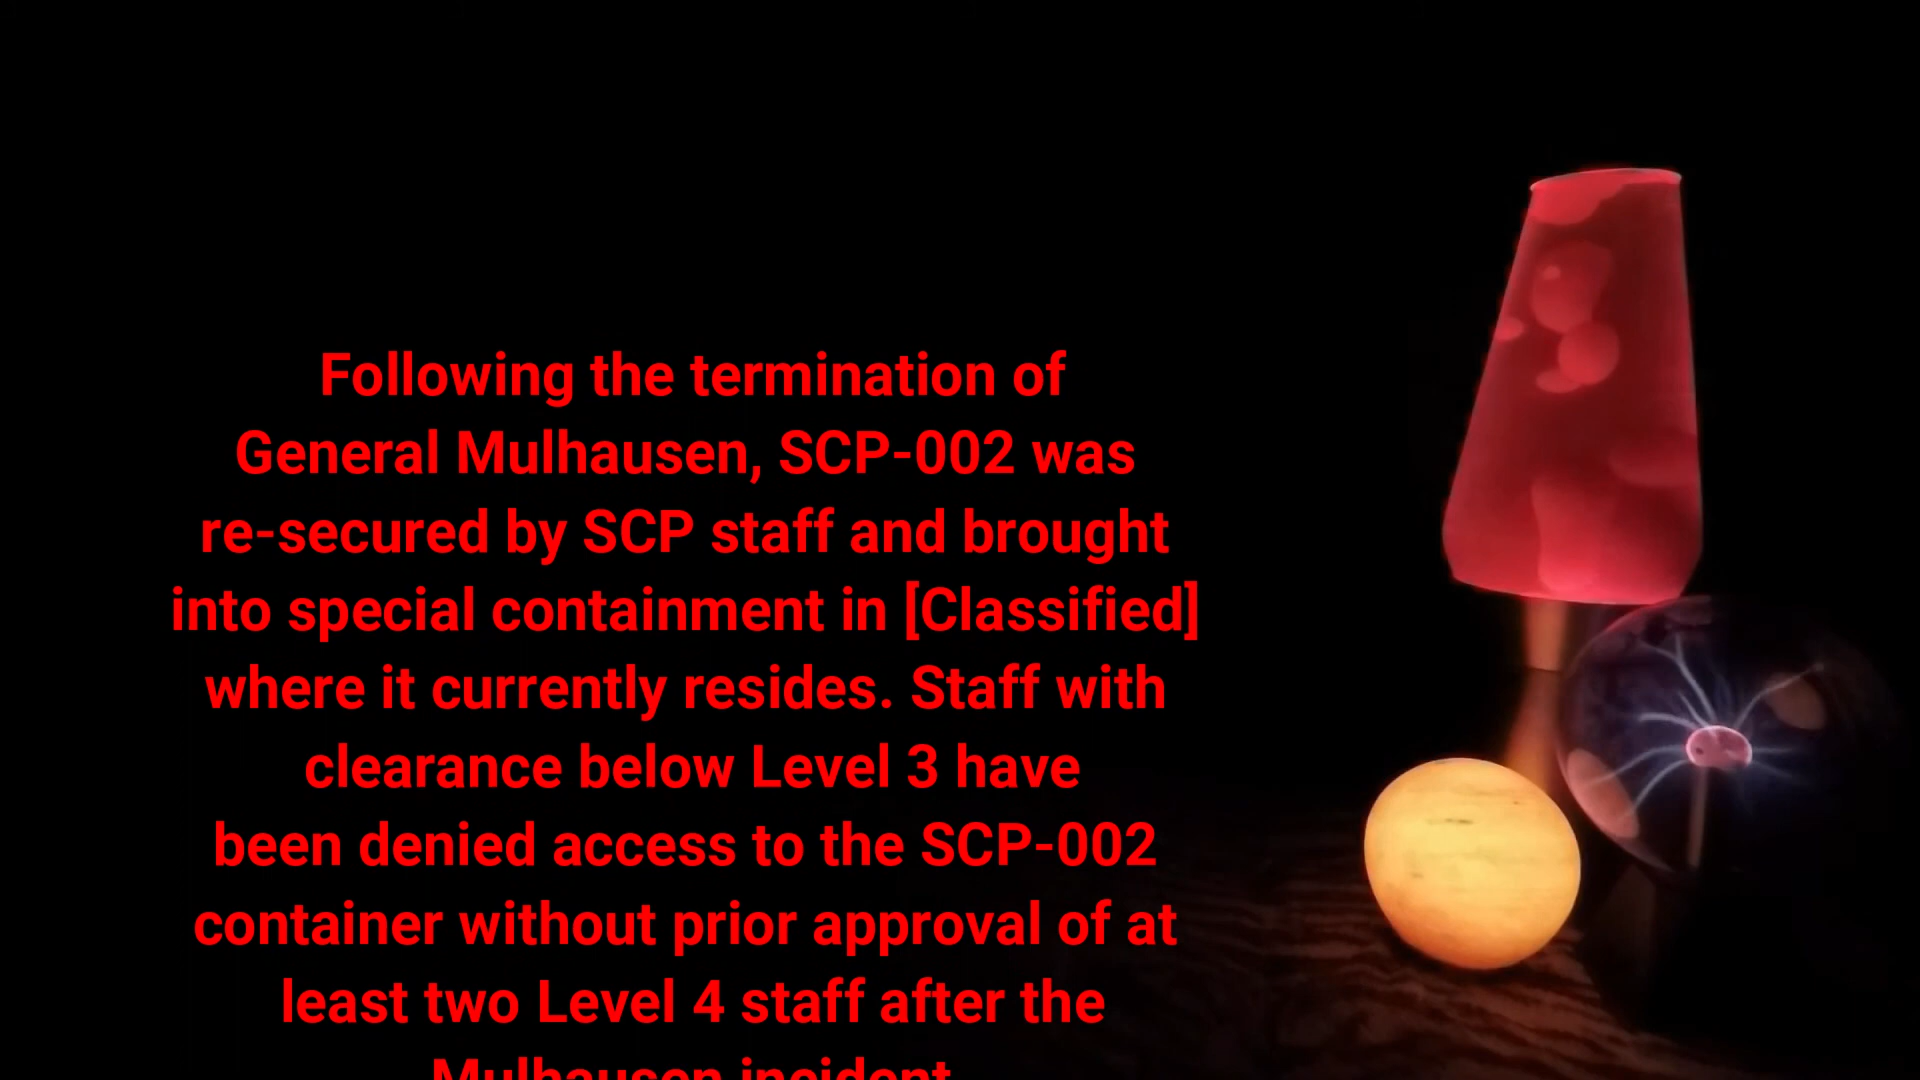 Following the termination of
General Mulhausen, SCP-002 was
re-secured by SCP staff and brought
into special containment in [Classified]
where it currently resides. Staff with
clearance below Level 3 have
been denied access to the SCP-002
container without prior approval of at
least two Level 4 staff after the
Mulhausen incident